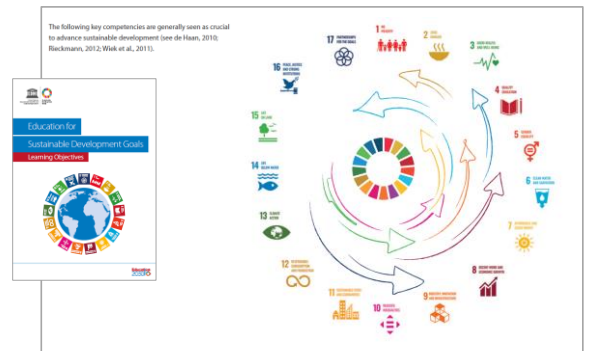 The following key competencies are generally seen as crucial
to advance sustainable development (see de Haan, 2010;
Rieckmann, 2012; Wiek et al., 2011).
Education for
Sustainable Development Goals
Learning Objectives
1 NO
POVERTY
2 ZERO
HUNGER
3 GOOD HEALTH
AND WELL-BEING
4 QUALITY
EDUCATION
5 GENDER
EQUALITY
6 CLEAN WATER
AND SANITATION
7 AFFORDABLE AND
CLEAN ENERGY
8 DECENT WORK AND
ECONOMIC GROWTH
9 INDUSTRY, INNOVATION
AND INFRASTRUCTURE
10 REDUCED
INEQUALITIES
11 SUSTAINABLE CITIES
AND COMMUNITIES
12 RESPONSIBLE
CONSUMPTION
AND PRODUCTION
13 CLIMATE
ACTION
14 LIFE
BELOW WATER
15 LIFE
ON LAND
16 PEACE, JUSTICE
AND STRONG
INSTITUTIONS
17 PARTNERSHIPS
FOR THE GOALS